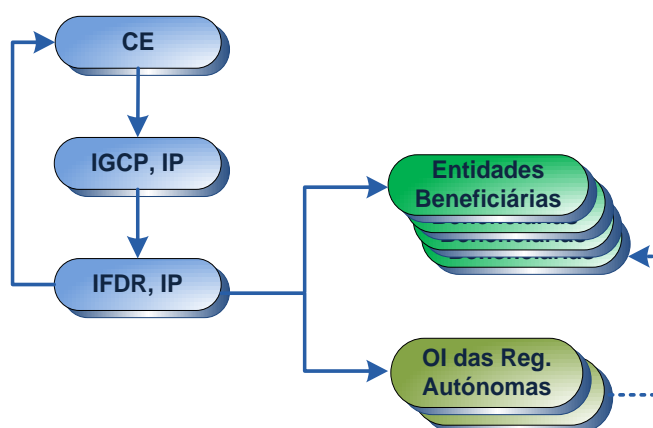 CE
IGCP, IP
IFDR, IP
Entidades
Beneficiárias
OI das Reg.
Autónomas